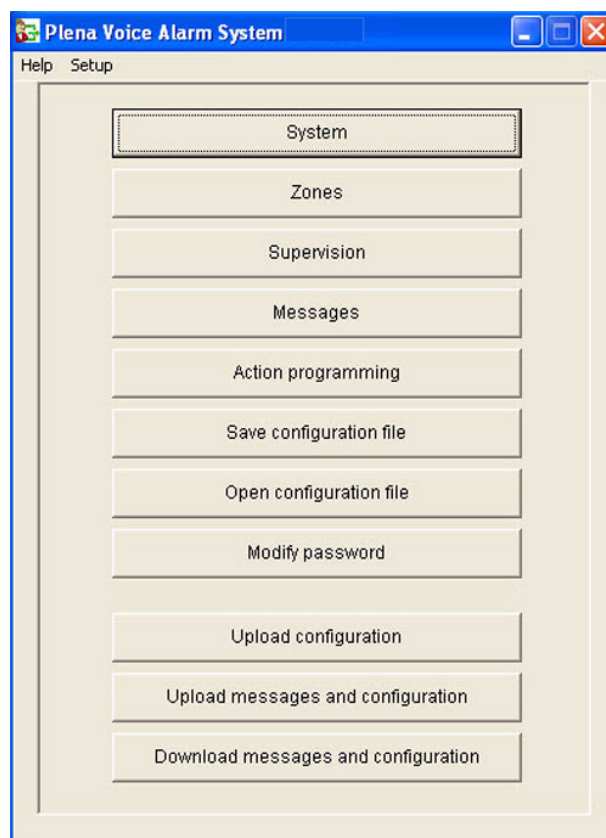 Plena Voice Alarm System
Help Setup
System
Zones
Supervision
Messages
Action programming
Save configuration file
Open configuration file
Modify password
Upload configuration
Upload messages and configuration
Download messages and configuration